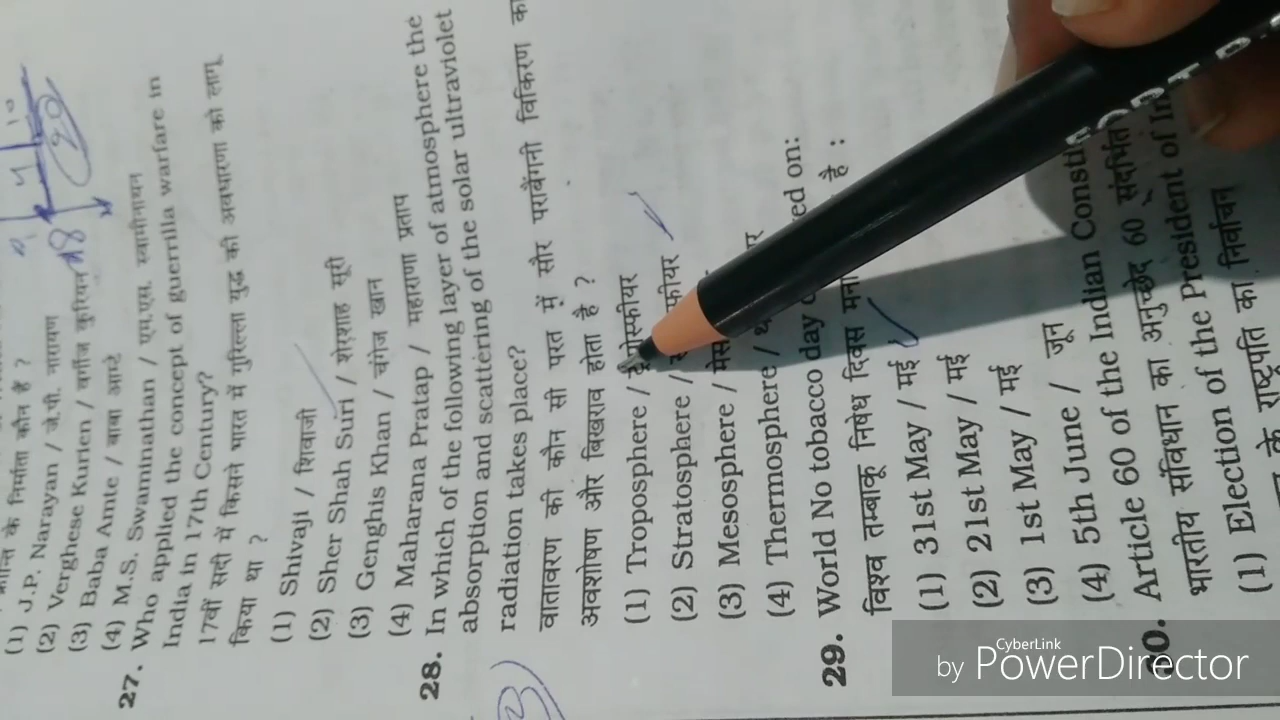 क्रान्ति के निर्माता कौन है ?
(1) J.P. Narayan / जे.पी. नारायण
(2) Verghese Kurien / वर्गीज कुरियन
(3) Baba Amte / बाबा आम्टे
(4) M.S. Swaminathan / एम.एस. स्वामीनाथन
27. Who applied the concept of guerrilla warfare in
India in 17th Century?
17वीं सदी में किसने भारत में गुरिल्ला युद्ध की अवधारणा को लागू
किया था ?
(1) Shivaji / शिवाजी
(2) Sher Shah Suri / शेरशाह सूरी
(3) Genghis Khan / चंगेज खान
(4) Maharana Pratap / महाराणा प्रताप
28. In which of the following layer of atmosphere the
absorption and scattering of the solar ultraviolet
radiation takes place?
वातावरण की कौन सी परत में सौर पराबैंगनी विकिरण का
अवशोषण और बिखराव होता है ?
(1) Troposphere /
(2) Stratosphere /
(3) Mesosphere /
(4) Thermosphere /
29. World No tobacco day on:
विश्व तम्बाकू निषेध दिवस है :
(1) 31st May / मई
(2) 21st May / मई
(3) 1st May / मई
(4) 5th June / जून
30. Article 60 of the Indian
भारतीय संविधान का अनुच्छेद 60 संदर्भित
(1) Election of the President of
के राष्ट्रपति का निर्वाचन
CyberLink
by PowerDirector